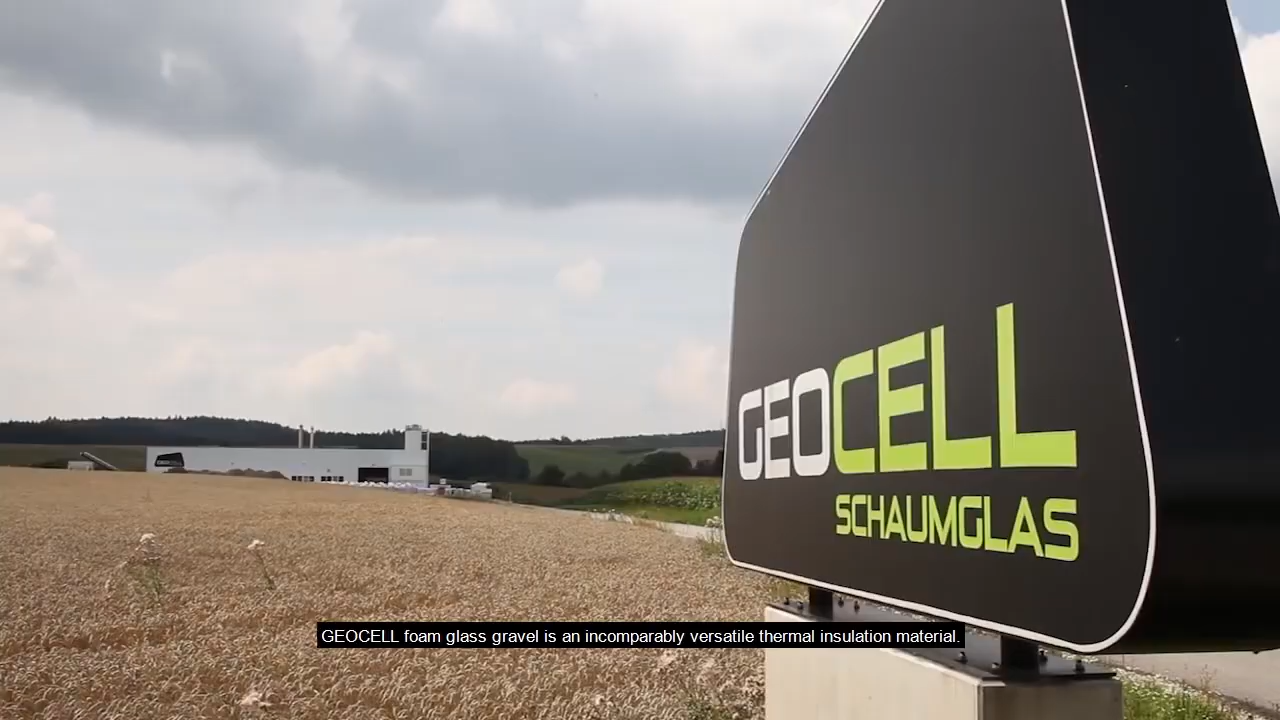 GEOCELL
SCHAUMGLAS
GEOCELL foam glass gravel is an incomparably versatile thermal insulation material.